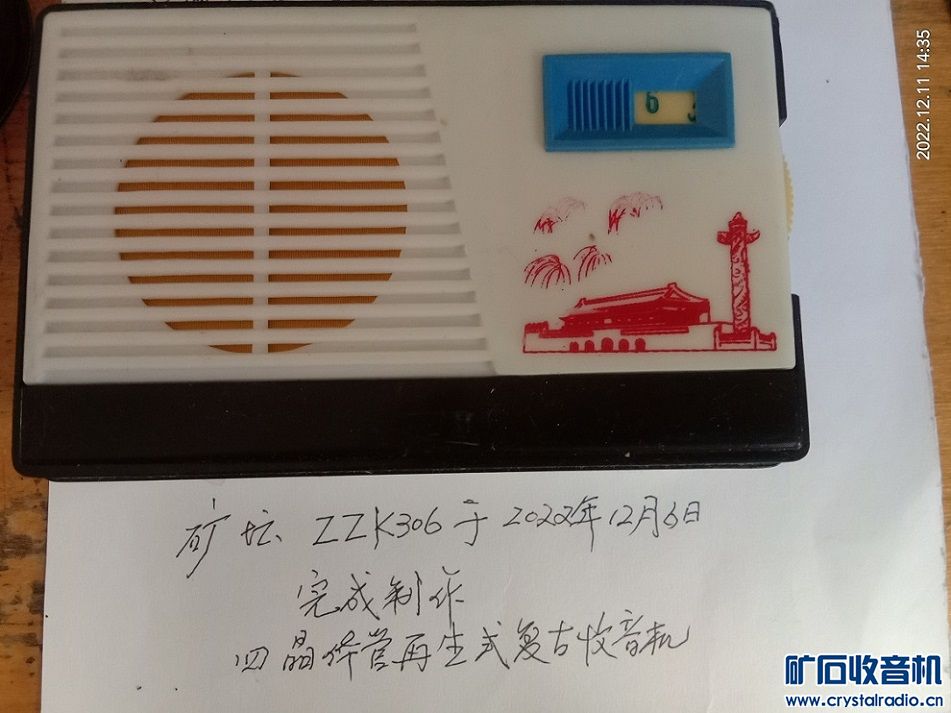 2022.12.11 14:35
6
矿坛 ZZK306于2022年12月6日
完成制作
四晶体管再生式复古收音机
矿石收音机
www.crystalradio.cn